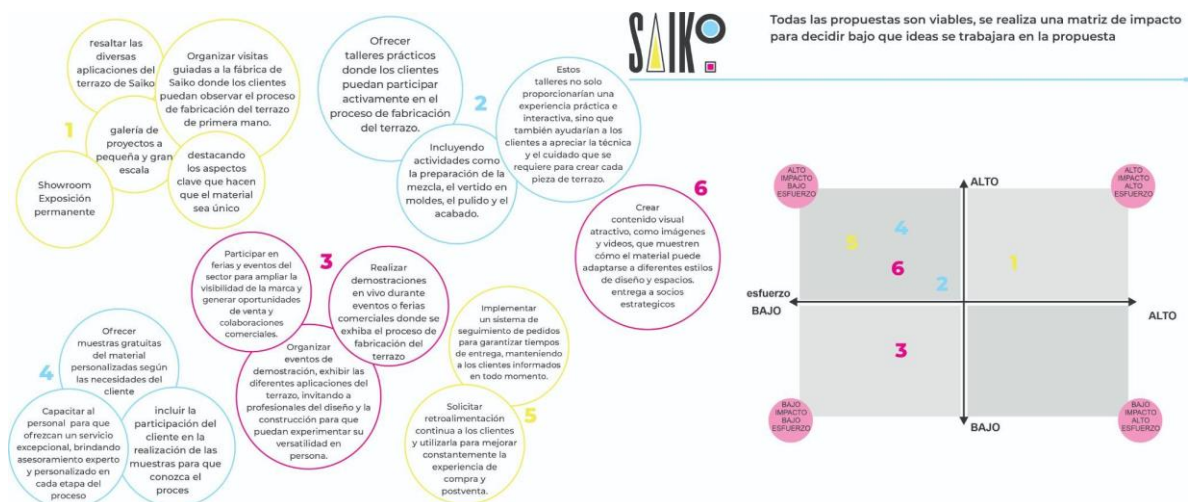 resaltar las
diversas
aplicaciones del
terrazo de Saiko
Organizar visitas
guiadas a la fábrica de
Saiko donde los clientes
puedan observar el proceso
de fabricación del terrazo
de primera mano.
1
galería de
proyectos a
pequeña y gran
escala
destacando
los aspectos
clave que hacen
que el material
sea único
Showroom
Exposición
permanente
Ofrecer
talleres prácticos
donde los clientes
puedan participar
activamente en el
proceso de fabricación
del terrazo.
2
Estos
talleres no solo
proporcionarían una
experiencia práctica e
interactiva, sino que
también ayudarían a los
clientes a apreciar la técnica
y el cuidado que se
requiere para crear cada
pieza de terrazo.
Incluyendo
actividades como
la preparación de la
mezcla, el vertido en
moldes, el pulido y el
acabado.
3
Participar en
ferias y eventos del
sector para ampliar la
visibilidad de la marca y
generar oportunidades
de venta y
colaboraciones
comerciales.
Realizar
demostraciones
en vivo durante
eventos o ferias
comerciales donde se
exhiba el proceso de
fabricación del
terrazo
Organizar
eventos de
demostración, exhibir las
diferentes aplicaciones del
terrazo, invitando a
profesionales del diseño y la
construcción para que
puedan experimentar su
versatilidad en
persona.
4
Ofrecer
muestras gratuitas
del material
personalizadas según
las necesidades del
cliente
Capacitar al
personal para que
ofrezcan un servicio
excepcional, brindando
asesoramiento experto
y personalizado en
cada etapa del
proceso
incluir la
participación del
cliente en la
realización de las
muestras para que
conozca el
proces
Implementar
un sistema de
seguimiento de pedidos
para garantizar tiempos
de entrega, manteniendo
a los clientes informados
en todo momento.
5
Solicitar
retroalimentación
continua a los clientes
y utilizarla para mejorar
constantemente la
experiencia de
compra y
postventa.
6
Crear
contenido visual
atractivo, como imágenes
y videos, que muestren
cómo el material puede
adaptarse a diferentes estilos
de diseño y espacios.
entrega a socios
estrategicos
SAIKO
Todas las propuestas son viables, se realiza una matriz de impacto
para decidir bajo que ideas se trabajara en la propuesta
ALTO
IMPACTO
BAJO
ESFUERZO
ALTO
ALTO
IMPACTO
ALTO
ESFUERZO
4
5
6
1
2
esfuerzo
BAJO
ALTO
3
BAJO
IMPACTO
BAJO
ESFUERZO
BAJO
BAJO
IMPACTO
ALTO
ESFUERZO